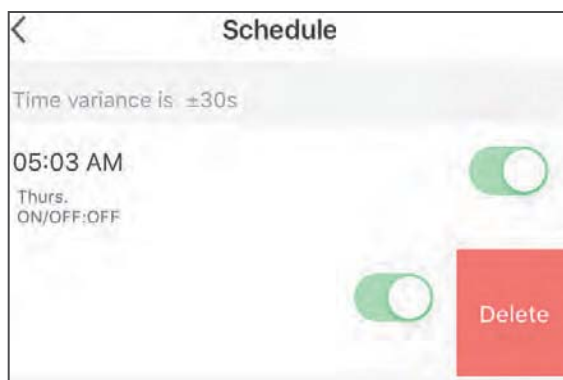 Schedule
Time variance is ±30s
05:03 AM
Thurs.
ON/OFF:OFF
Delete